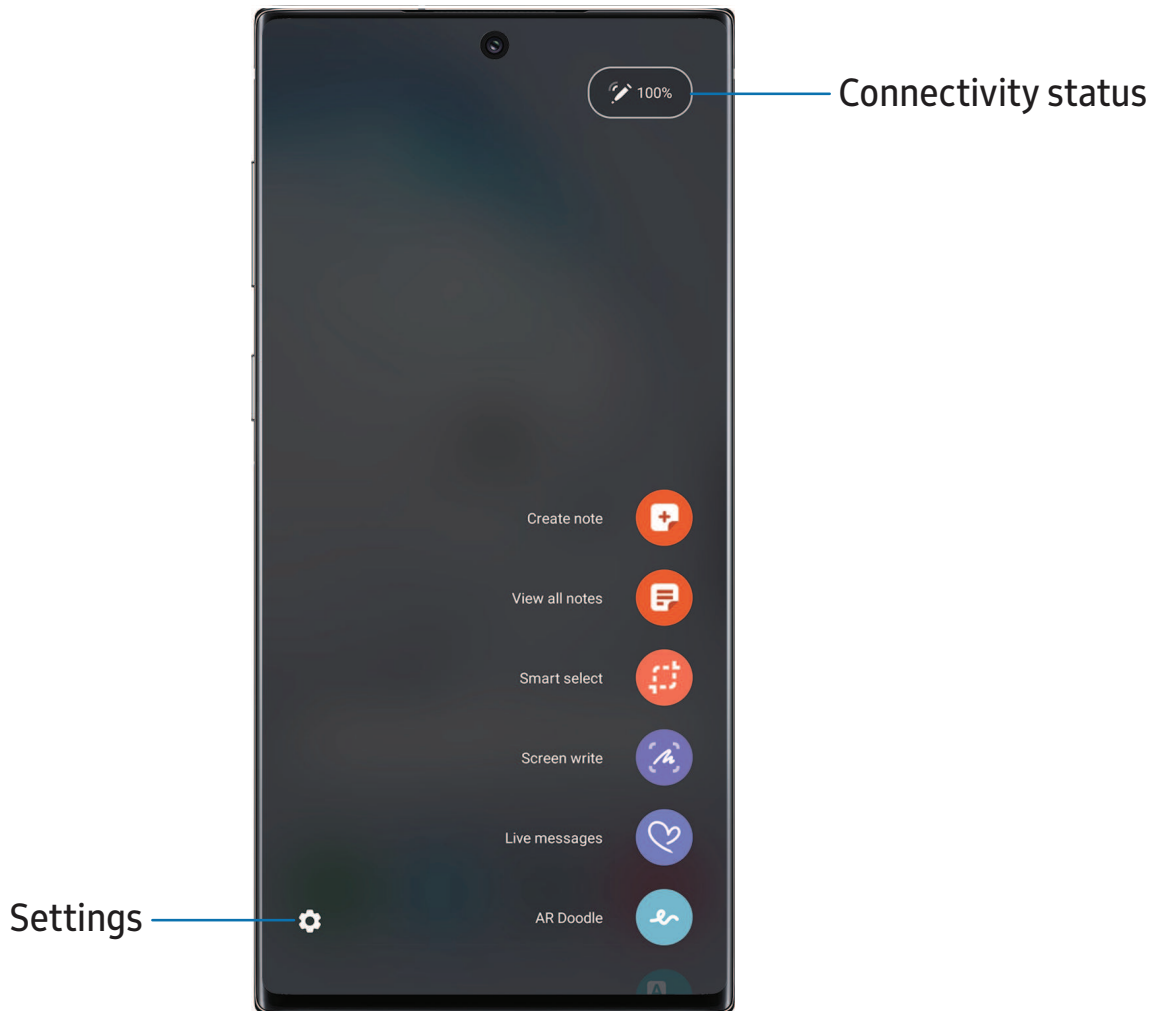 100%
Connectivity status
Create note
View all notes
Smart select
Screen write
Live messages
Settings
AR Doodle
A